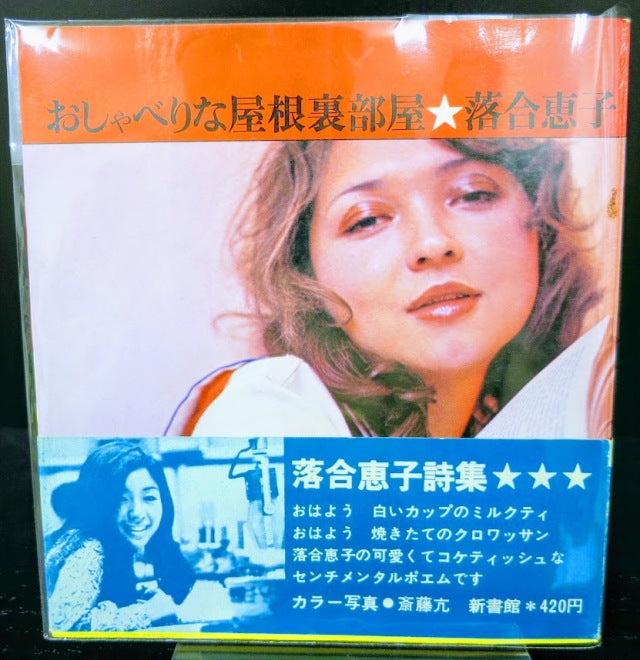 おしゃべりな屋根裏部屋★落合恵子
落合恵子詩集★★★
おはよう　白いカップのミルクティ
おはよう　焼きたてのクロワッサン
落合恵子の可愛くてコケティッシュな
センチメンタルポエムです
カラー写真●斎藤亢　新書館＊420円